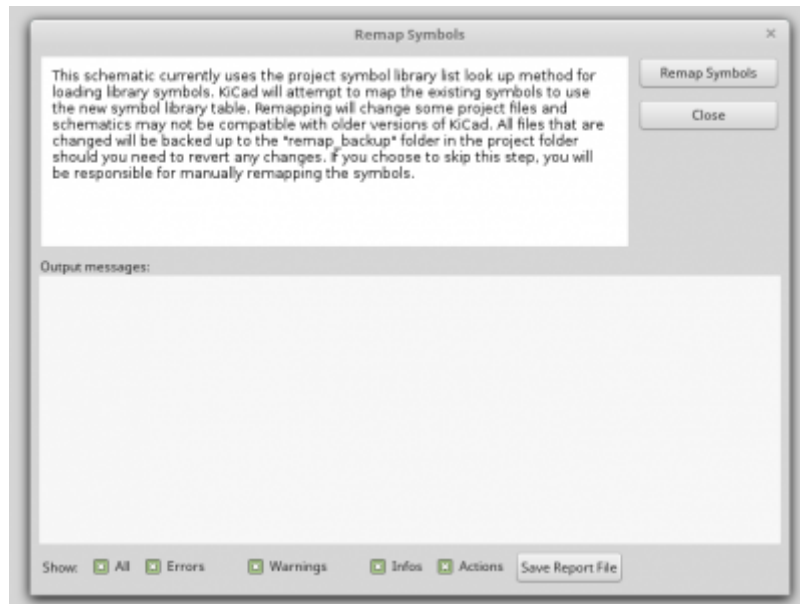 Remap Symbols
This schematic currently uses the project symbol library list look up method for
loading library symbols. KiCad will attempt to map the existing symbols to use
the new symbol library table. Remapping will change some project files and
schematics may not be compatible with older versions of KiCad. All files that are
changed will be backed up to the "remap_backup" folder in the project folder
should you need to revert any changes. If you choose to skip this step, you will
be responsible for manually remapping the symbols.
Remap Symbols
Close
Output messages:
Show: All Errors Warnings Infos Actions Save Report File